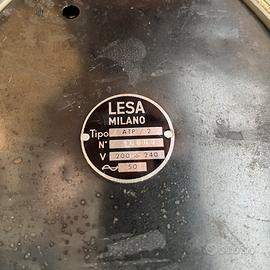 LESA
MILANO
Tipo ATP / 2
N°
V 200 ÷ 240
50